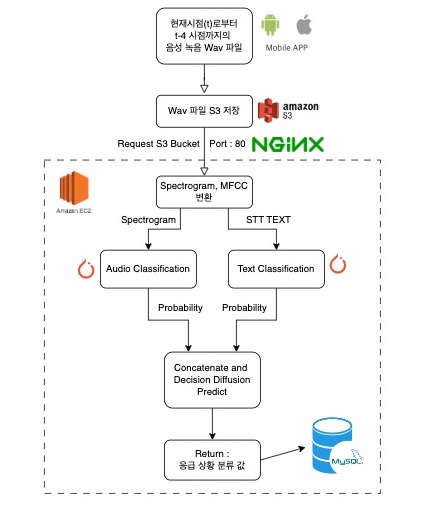 현재시점(t)로부터
t-4 시점까지의
음성 녹음 Wav 파일
Mobile APP
Wav 파일 S3 저장
amazon
S3
Request S3 Bucket
Port : 80
NGINX
Amazon EC2
Spectrogram, MFCC
변환
Spectrogram
STT TEXT
Audio Classification
Text Classification
Probability
Probability
Concatenate and
Decision Diffusion
Predict
Return :
응급 상황 분류 값
MySQL